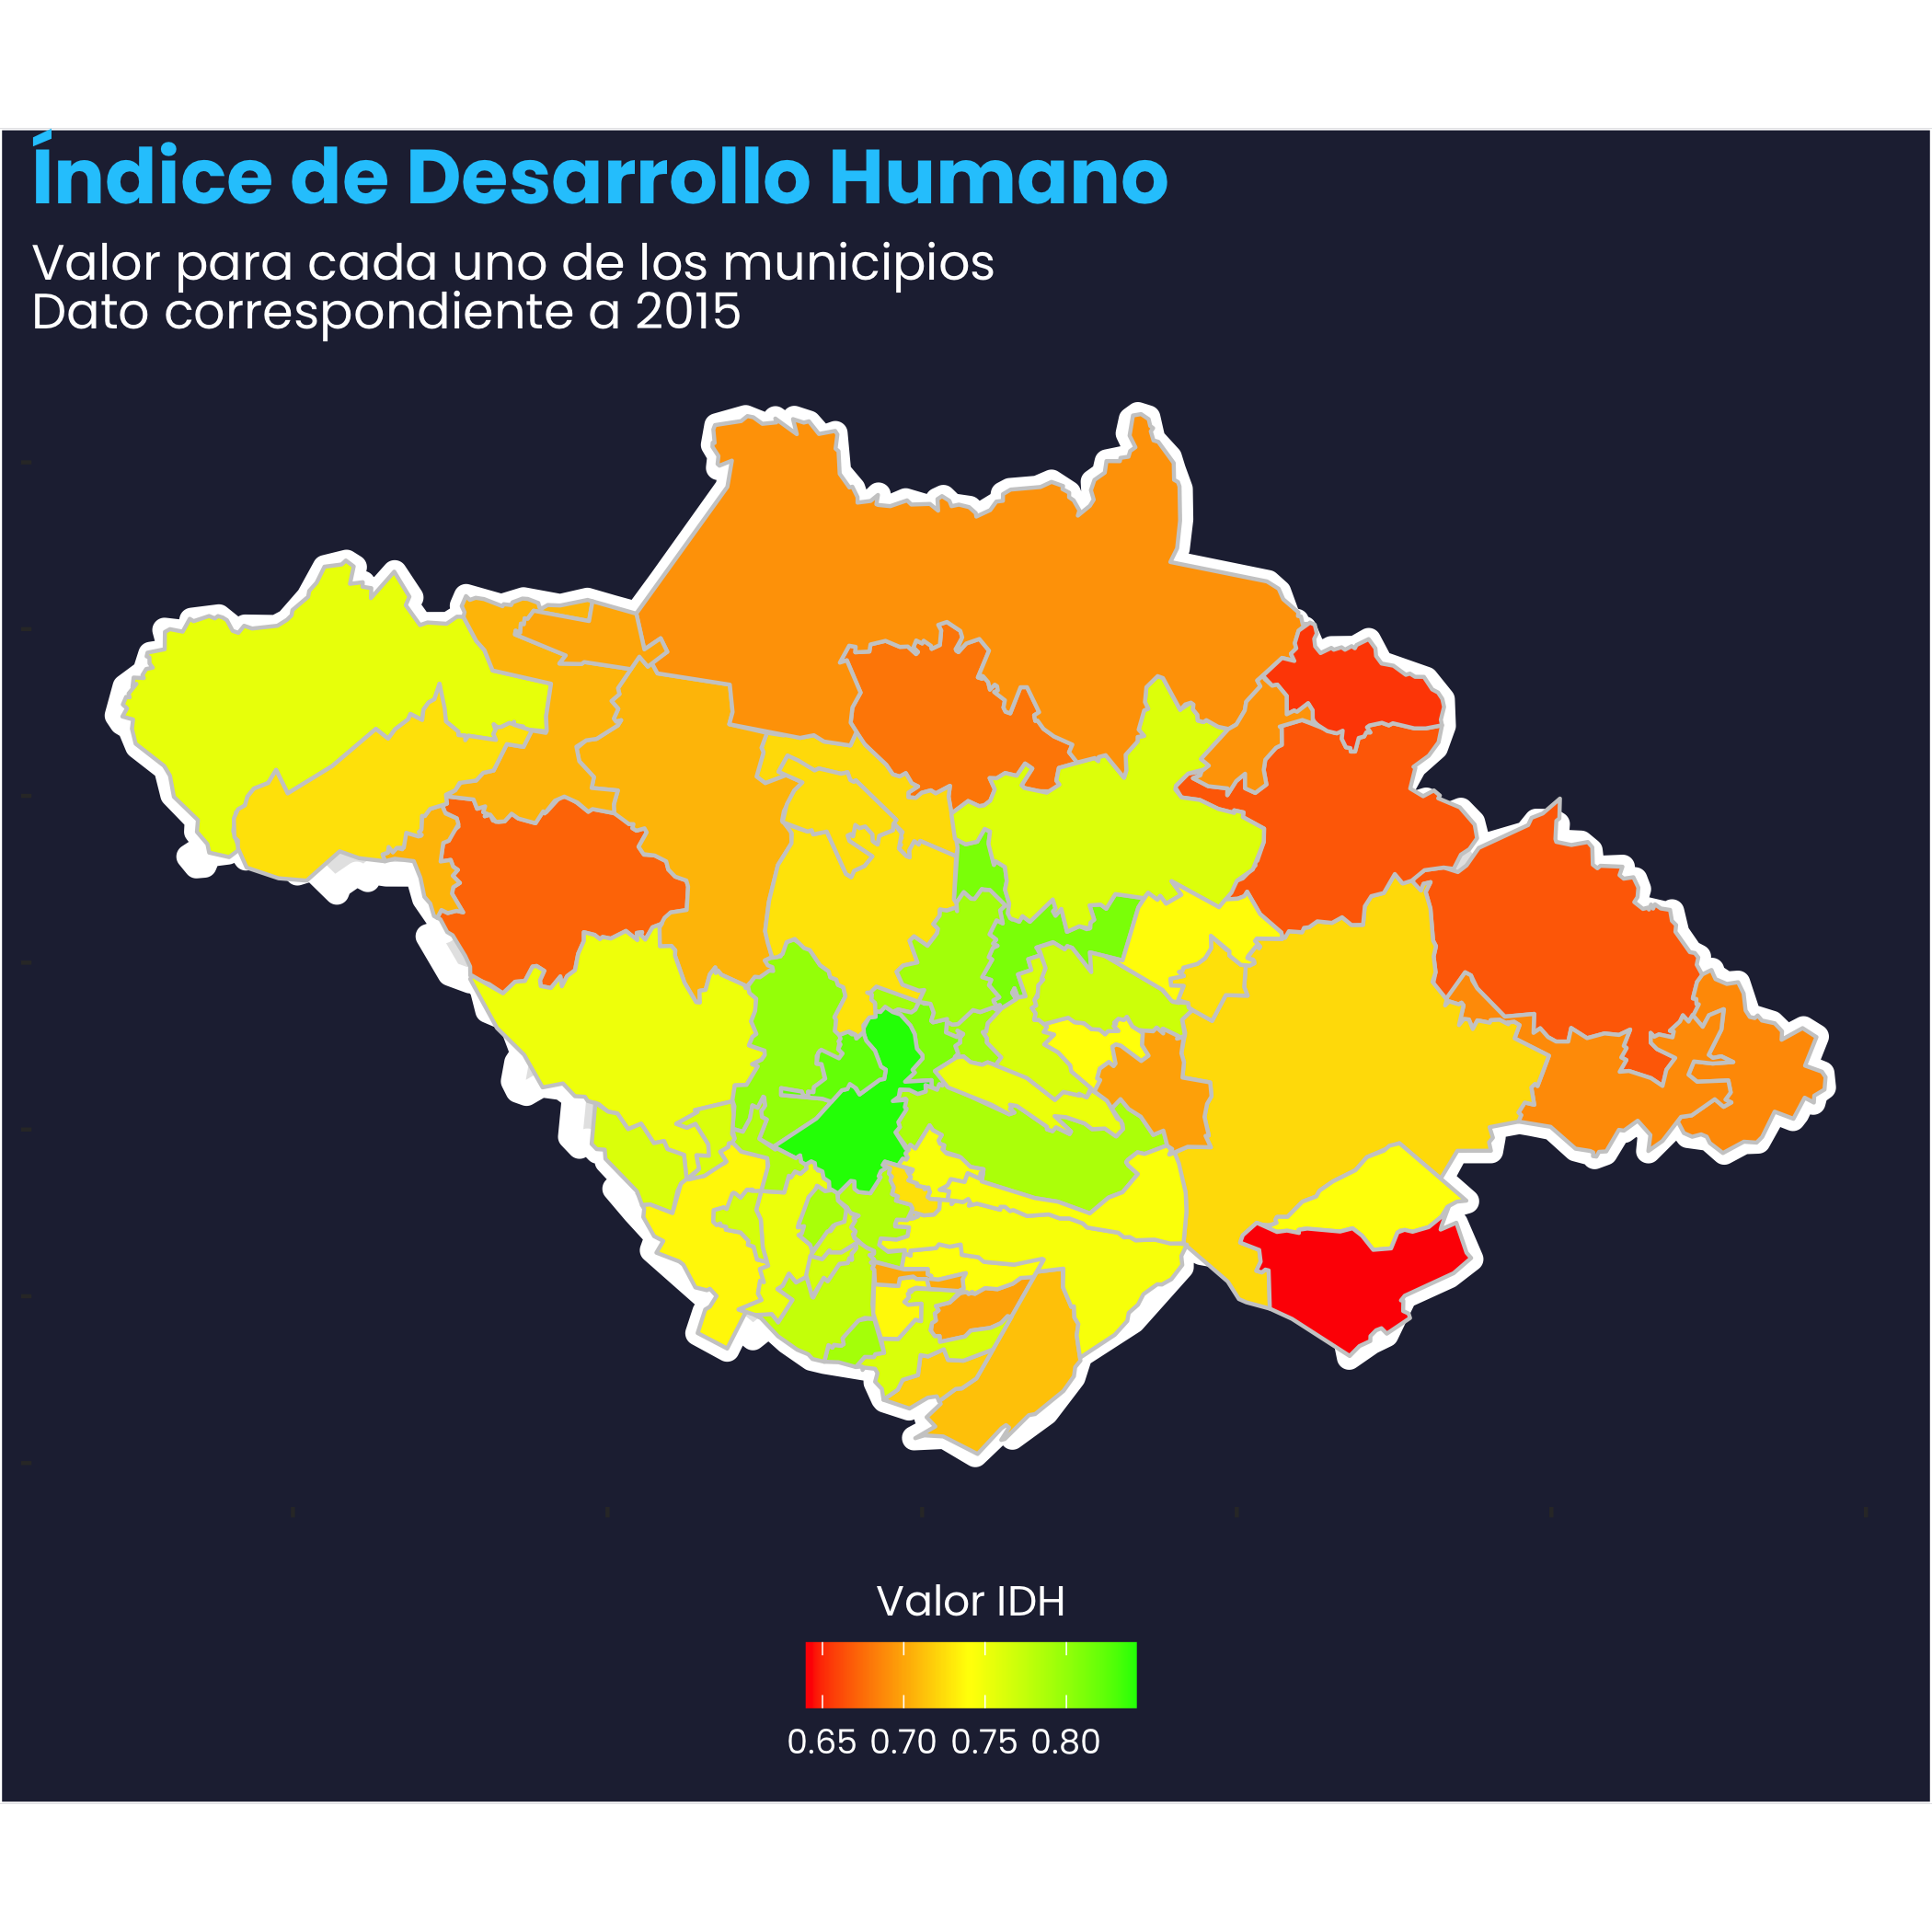 Índice de Desarrollo Humano
Valor para cada uno de los municipios
Dato correspondiente a 2015
Valor IDH
0.65 0.70 0.75 0.80